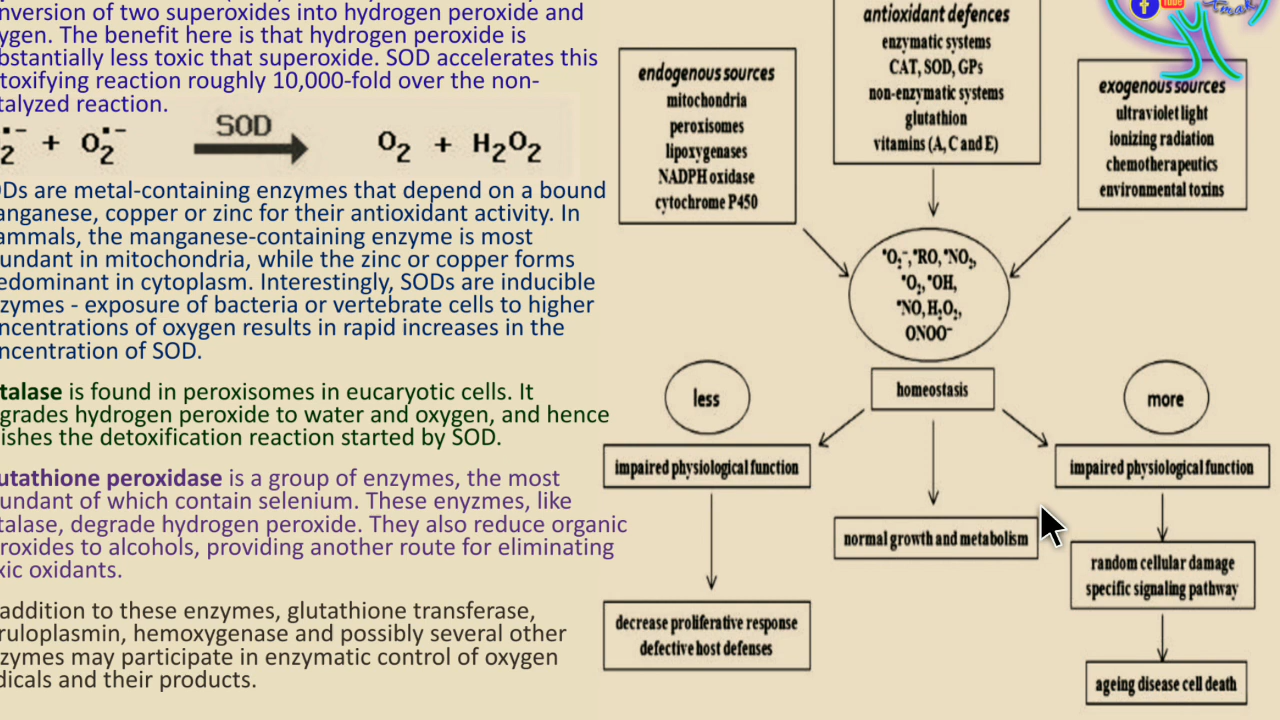 nversion of two superoxides into hydrogen peroxide and
ygen. The benefit here is that hydrogen peroxide is
bstantially less toxic that superoxide. SOD accelerates this
toxifying reaction roughly 10,000-fold over the non-
talyzed reaction.
2•− + O2•− SOD O2 + H2O2
Ds are metal-containing enzymes that depend on a bound
anganese, copper or zinc for their antioxidant activity. In
ammals, the manganese-containing enzyme is most
undant in mitochondria, while the zinc or copper forms
edominant in cytoplasm. Interestingly, SODs are inducible
zymes - exposure of bacteria or vertebrate cells to higher
ncentrations of oxygen results in rapid increases in the
ncentration of SOD.
talase is found in peroxisomes in eucaryotic cells. It
grades hydrogen peroxide to water and oxygen, and hence
ishes the detoxification reaction started by SOD.
utathione peroxidase is a group of enzymes, the most
undant of which contain selenium. These enyzmes, like
talase, degrade hydrogen peroxide. They also reduce organic
roxides to alcohols, providing another route for eliminating
xic oxidants.
addition to these enzymes, glutathione transferase,
ruloplasmin, hemoxygenase and possibly several other
zymes may participate in enzymatic control of oxygen
dicals and their products.
endogenous sources
mitochondria
peroxisomes
lipoxygenases
NADPH oxidase
cytochrome P450
antioxidant defences
enzymatic systems
CAT, SOD, GPs
non-enzymatic systems
glutathion
vitamins (A, C and E)
exogenous sources
ultraviolet light
ionizing radiation
chemotherapeutics
environmental toxins
•O2−, •RO, •NO2,
•O2, •OH,
•NO, H2O2,
ONOO−
less
homeostasis
more
impaired physiological function
impaired physiological function
normal growth and metabolism
random cellular damage
specific signaling pathway
decrease proliferative response
defective host defenses
ageing disease cell death
Tube